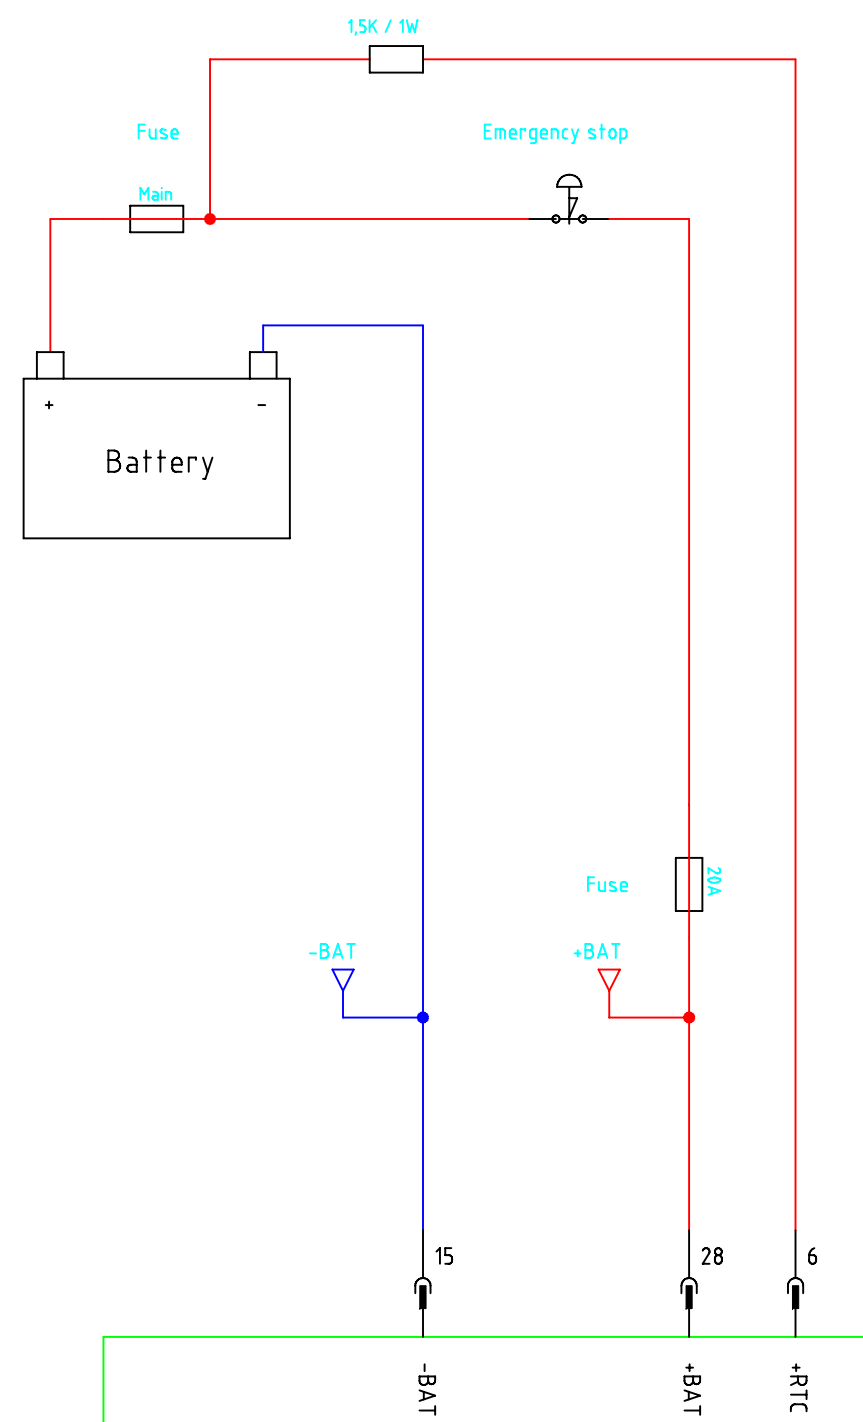 1,5K / 1W
Fuse
Emergency stop
Main
+
-
Battery
Fuse
20A
-BAT
+BAT
15
28
6
-BAT
+BAT
+RTC